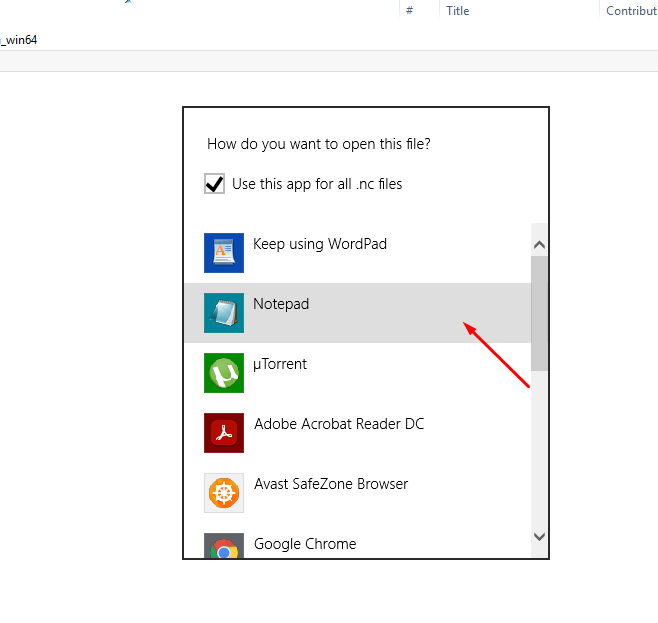 # Title Contribut
_win64
How do you want to open this file?
Use this app for all .nc files
Keep using WordPad
Notepad
µTorrent
Adobe Acrobat Reader DC
Avast SafeZone Browser
Google Chrome